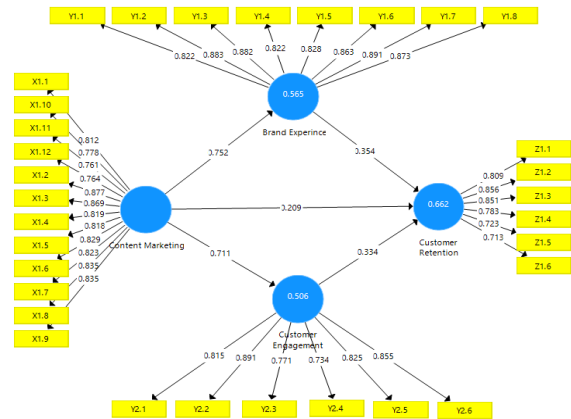 Y1.1
Y1.2
Y1.3
Y1.4
Y1.5
Y1.6
Y1.7
Y1.8
0.822
0.883
0.882
0.822
0.828
0.863
0.891
0.873
0.565
Brand Experince
X1.1
X1.10
X1.11
X1.12
X1.2
X1.3
X1.4
X1.5
X1.6
X1.7
X1.8
X1.9
0.812
0.778
0.761
0.764
0.877
0.869
0.819
0.818
0.829
0.823
0.835
0.835
Content Marketing
0.752
0.354
0.209
0.711
0.334
0.662
Customer
Retention
0.809
0.856
0.851
0.783
0.723
0.713
Z1.1
Z1.2
Z1.3
Z1.4
Z1.5
Z1.6
0.506
Customer
Engagement
0.815
0.891
0.771
0.734
0.825
0.855
Y2.1
Y2.2
Y2.3
Y2.4
Y2.5
Y2.6